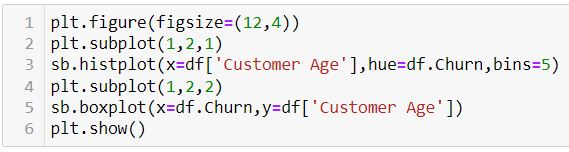 1 plt.figure(figsize=(12,4))
2 plt.subplot(1,2,1)
3 sb.histplot(x=df['Customer Age'],hue=df.Churn,bins=5)
4 plt.subplot(1,2,2)
5 sb.boxplot(x=df.Churn,y=df['Customer Age'])
6 plt.show()